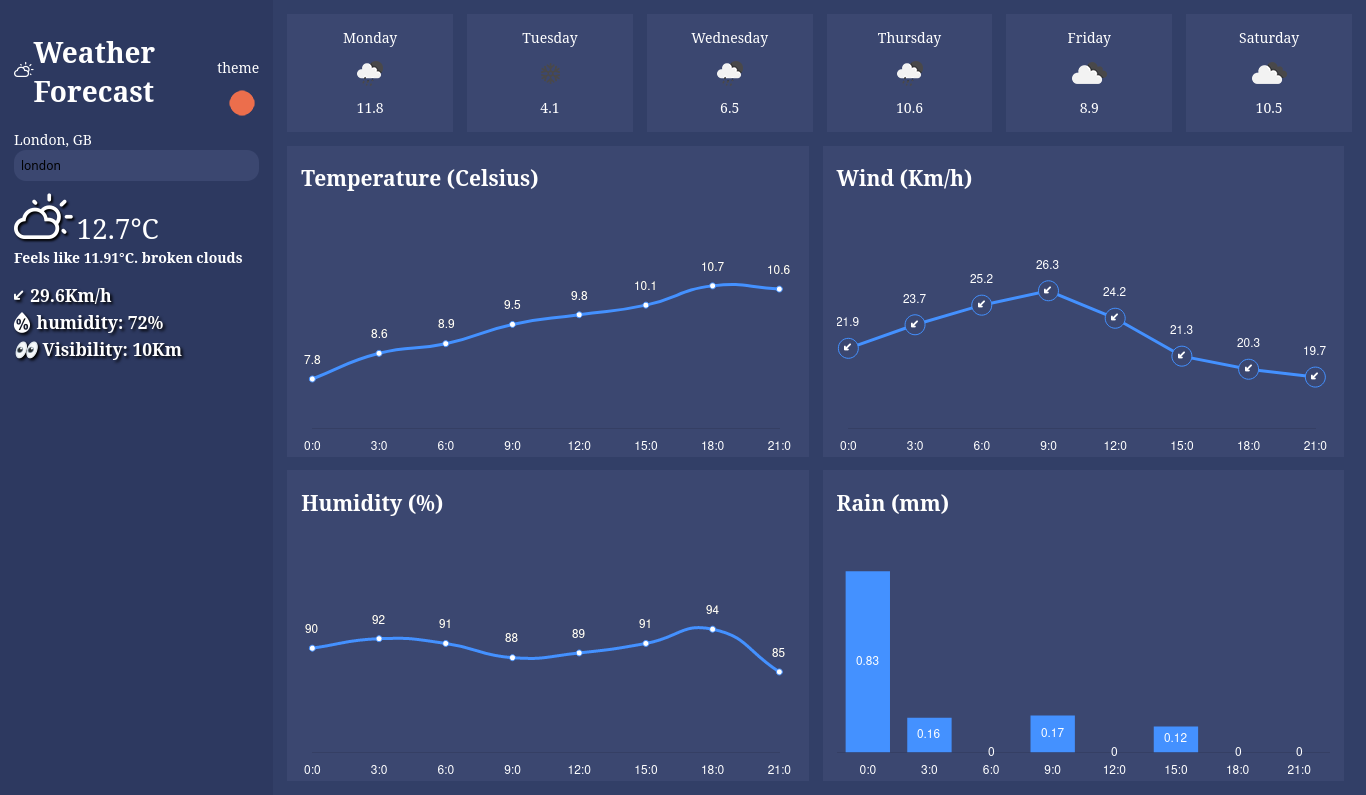 Weather
Forecast
theme
London, GB
london
12.7°C
Feels like 11.91°C. broken clouds
29.6Km/h
humidity: 72%
Visibility: 10Km
Monday
11.8
Tuesday
4.1
Wednesday
6.5
Thursday
10.6
Friday
8.9
Saturday
10.5
Temperature (Celsius)
7.8 8.6 8.9 9.5 9.8 10.1 10.7 10.6
0:0 3:0 6:0 9:0 12:0 15:0 18:0 21:0
Wind (Km/h)
21.9 23.7 25.2 26.3 24.2 21.3 20.3 19.7
0:0 3:0 6:0 9:0 12:0 15:0 18:0 21:0
Humidity (%)
90 92 91 88 89 91 94 85
0:0 3:0 6:0 9:0 12:0 15:0 18:0 21:0
Rain (mm)
0.83 0.16 0 0.17 0 0.12 0 0
0:0 3:0 6:0 9:0 12:0 15:0 18:0 21:0